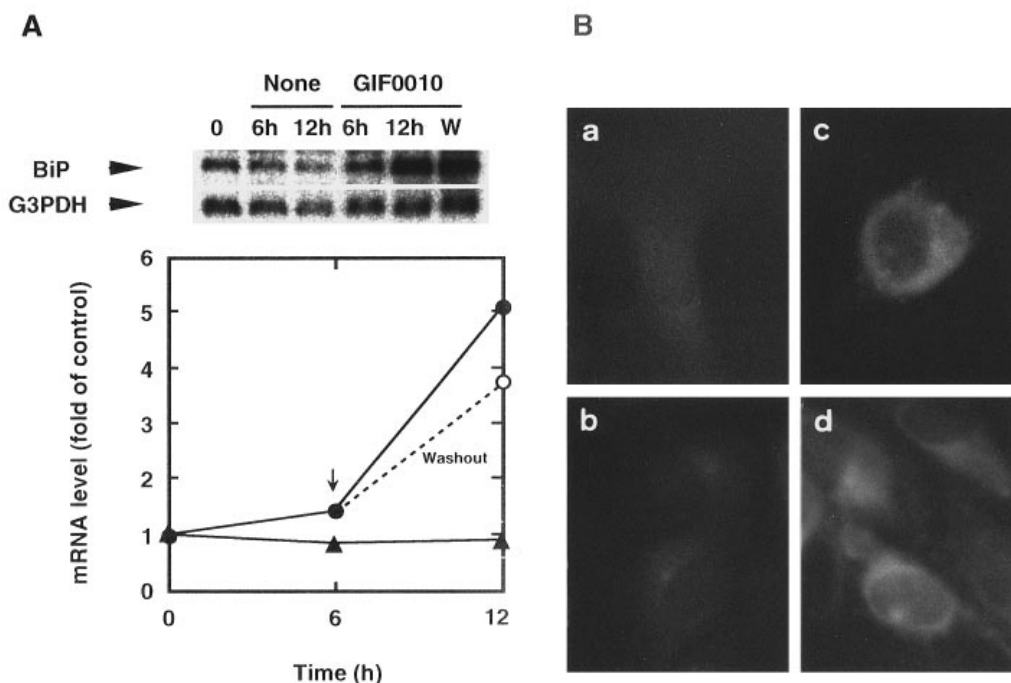 A
None GIF0010
0 6h 12h 6h 12h W
BiP
G3PDH
6
5
4
3
2
1
0
mRNA level (fold of control)
Washout
0 6 12
Time (h)
B
a
c
b
d